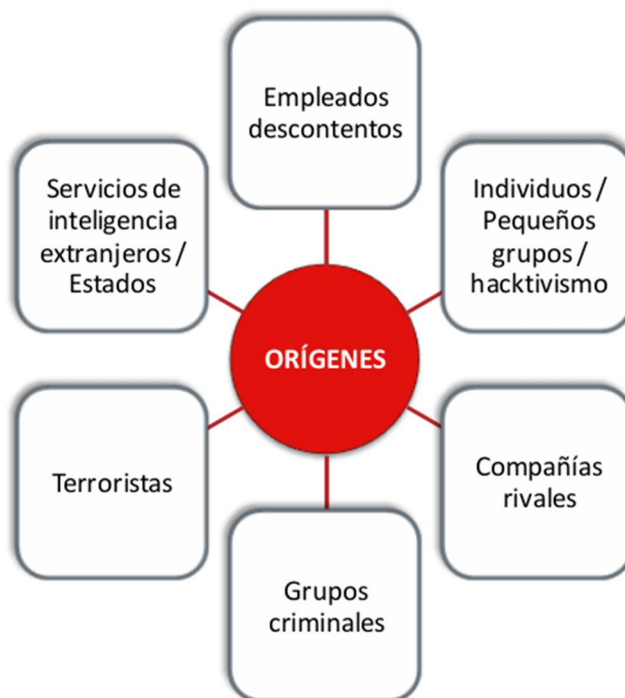 Empleados
descontentos
Servicios de
inteligencia
extranjeros /
Estados
Individuos /
Pequeños
grupos /
hacktivismo
ORÍGENES
Terroristas
Compañías
rivales
Grupos
criminales